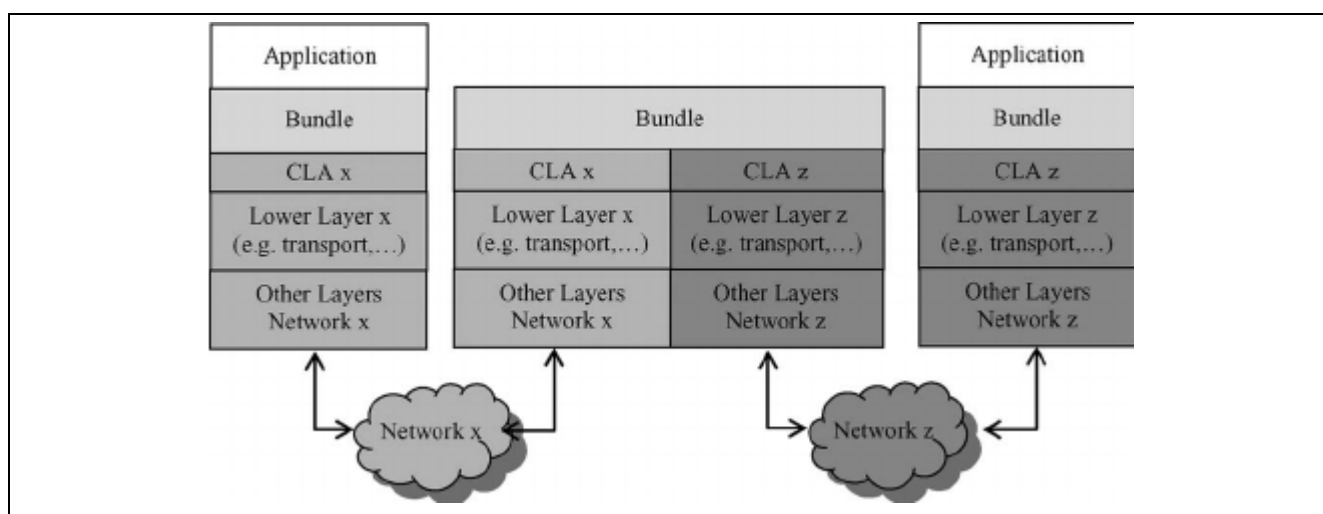 Application
Bundle
CLA x
Lower Layer x
(e.g. transport,…)
Other Layers
Network x
Bundle
CLA x
CLA z
Lower Layer x
(e.g. transport,…)
Lower Layer z
(e.g. transport,…)
Other Layers
Network x
Other Layers
Network z
Application
Bundle
CLA z
Lower Layer z
(e.g. transport,…)
Other Layers
Network z
Network x
Network z